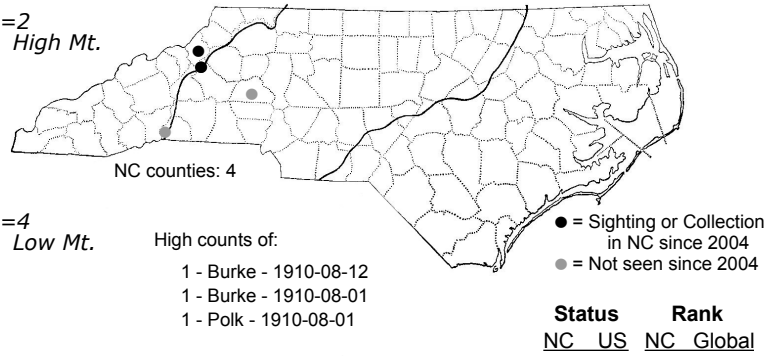 =2
High Mt.
NC counties: 4
=4
Low Mt.
High counts of:
1 - Burke - 1910-08-12
1 - Burke - 1910-08-01
1 - Polk - 1910-08-01
● = Sighting or Collection
in NC since 2004
● = Not seen since 2004
Status Rank
NC US NC Global